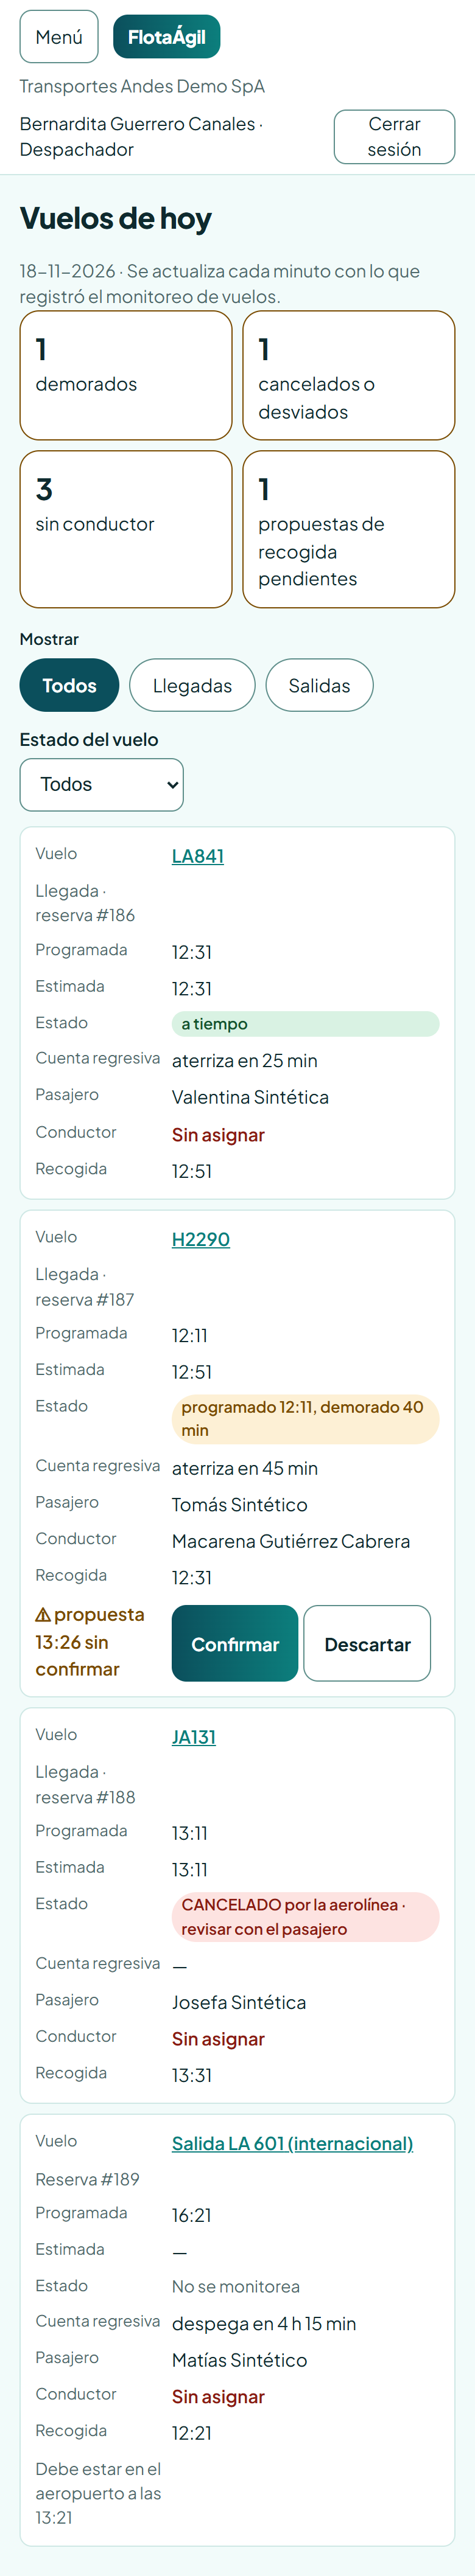 Menú
FlotaÁgil
Transportes Andes Demo SpA
Bernardita Guerrero Canales ·
Despachador
Cerrar
sesión
Vuelos de hoy
18-11-2026 · Se actualiza cada minuto con lo que
registró el monitoreo de vuelos.
1
demorados
1
cancelados o
desviados
3
sin conductor
1
propuestas de
recogida
pendientes
Mostrar
Todos
Llegadas
Salidas
Estado del vuelo
Todos
Vuelo LA841
Llegada ·
reserva #186
Programada 12:31
Estimada 12:31
Estado a tiempo
Cuenta regresiva aterriza en 25 min
Pasajero Valentina Sintética
Conductor Sin asignar
Recogida 12:51
Vuelo H2290
Llegada ·
reserva #187
Programada 12:11
Estimada 12:51
Estado programado 12:11, demorado 40
min
Cuenta regresiva aterriza en 45 min
Pasajero Tomás Sintético
Conductor Macarena Gutiérrez Cabrera
Recogida 12:31
⚠ propuesta
13:26 sin
confirmar
Confirmar
Descartar
Vuelo JA131
Llegada ·
reserva #188
Programada 13:11
Estimada 13:11
Estado CANCELADO por la aerolínea ·
revisar con el pasajero
Cuenta regresiva —
Pasajero Josefa Sintética
Conductor Sin asignar
Recogida 13:31
Vuelo Salida LA 601 (internacional)
Reserva #189
Programada 16:21
Estimada —
Estado No se monitorea
Cuenta regresiva despega en 4 h 15 min
Pasajero Matías Sintético
Conductor Sin asignar
Recogida 12:21
Debe estar en el
aeropuerto a las
13:21